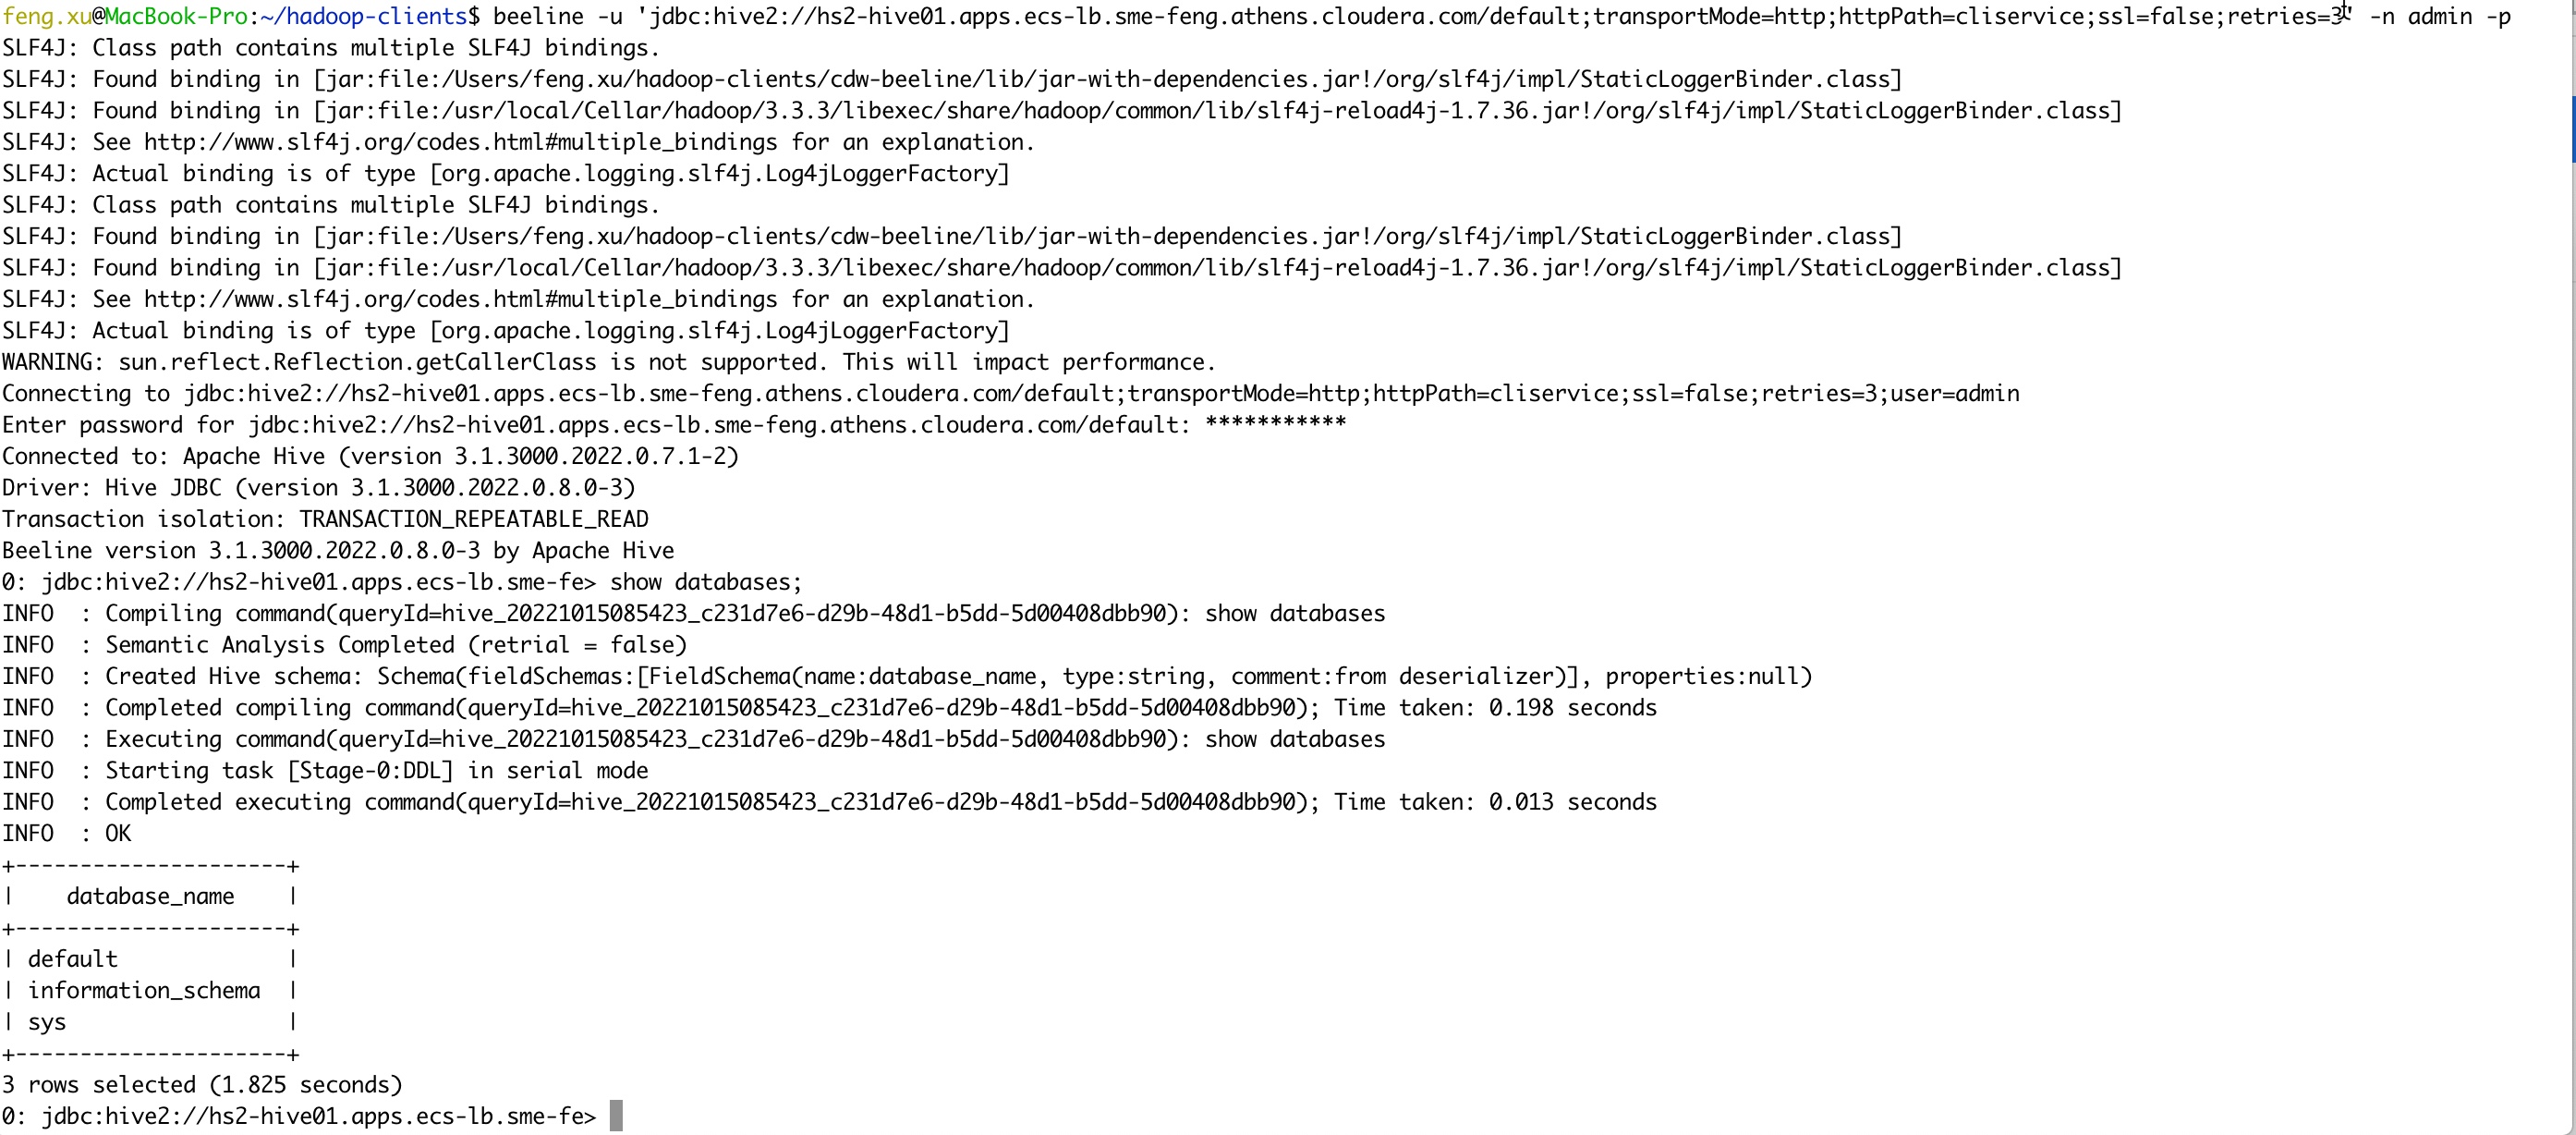 feng.xu@MacBook-Pro:~/hadoop-clients$ beeline -u 'jdbc:hive2://hs2-hive01.apps.ecs-lb.sme-feng.athens.cloudera.com/default;transportMode=http;httpPath=cliservice;ssl=false;retries=3' -n admin -p
SLF4J: Class path contains multiple SLF4J bindings.
SLF4J: Found binding in [jar:file:/Users/feng.xu/hadoop-clients/cdw-beeline/lib/jar-with-dependencies.jar!/org/slf4j/impl/StaticLoggerBinder.class]
SLF4J: Found binding in [jar:file:/usr/local/Cellar/hadoop/3.3.3/libexec/share/hadoop/common/lib/slf4j-reload4j-1.7.36.jar!/org/slf4j/impl/StaticLoggerBinder.class]
SLF4J: See http://www.slf4j.org/codes.html#multiple_bindings for an explanation.
SLF4J: Actual binding is of type [org.apache.logging.slf4j.Log4jLoggerFactory]
SLF4J: Class path contains multiple SLF4J bindings.
SLF4J: Found binding in [jar:file:/Users/feng.xu/hadoop-clients/cdw-beeline/lib/jar-with-dependencies.jar!/org/slf4j/impl/StaticLoggerBinder.class]
SLF4J: Found binding in [jar:file:/usr/local/Cellar/hadoop/3.3.3/libexec/share/hadoop/common/lib/slf4j-reload4j-1.7.36.jar!/org/slf4j/impl/StaticLoggerBinder.class]
SLF4J: See http://www.slf4j.org/codes.html#multiple_bindings for an explanation.
SLF4J: Actual binding is of type [org.apache.logging.slf4j.Log4jLoggerFactory]
WARNING: sun.reflect.Reflection.getCallerClass is not supported. This will impact performance.
Connecting to jdbc:hive2://hs2-hive01.apps.ecs-lb.sme-feng.athens.cloudera.com/default;transportMode=http;httpPath=cliservice;ssl=false;retries=3;user=admin
Enter password for jdbc:hive2://hs2-hive01.apps.ecs-lb.sme-feng.athens.cloudera.com/default: ***********
Connected to: Apache Hive (version 3.1.3000.2022.0.7.1-2)
Driver: Hive JDBC (version 3.1.3000.2022.0.8.0-3)
Transaction isolation: TRANSACTION_REPEATABLE_READ
Beeline version 3.1.3000.2022.0.8.0-3 by Apache Hive
0: jdbc:hive2://hs2-hive01.apps.ecs-lb.sme-fe> show databases;
INFO  : Compiling command(queryId=hive_20221015085423_c231d7e6-d29b-48d1-b5dd-5d00408dbb90): show databases
INFO  : Semantic Analysis Completed (retrial = false)
INFO  : Created Hive schema: Schema(fieldSchemas:[FieldSchema(name:database_name, type:string, comment:from deserializer)], properties:null)
INFO  : Completed compiling command(queryId=hive_20221015085423_c231d7e6-d29b-48d1-b5dd-5d00408dbb90); Time taken: 0.198 seconds
INFO  : Executing command(queryId=hive_20221015085423_c231d7e6-d29b-48d1-b5dd-5d00408dbb90): show databases
INFO  : Starting task [Stage-0:DDL] in serial mode
INFO  : Completed executing command(queryId=hive_20221015085423_c231d7e6-d29b-48d1-b5dd-5d00408dbb90); Time taken: 0.013 seconds
INFO  : OK
+---------------------+
|    database_name    |
+---------------------+
| default             |
| information_schema  |
| sys                 |
+---------------------+
3 rows selected (1.825 seconds)
0: jdbc:hive2://hs2-hive01.apps.ecs-lb.sme-fe>